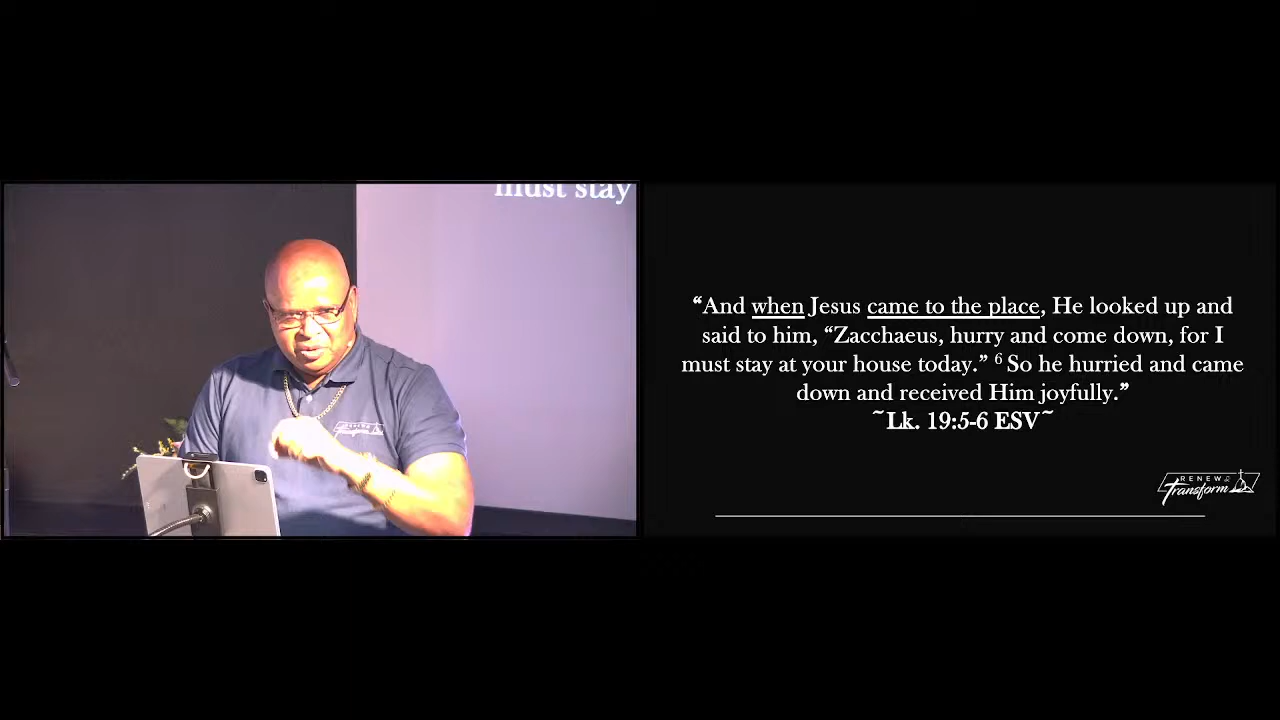 must stay
“And when Jesus came to the place, He looked up and
said to him, “Zacchaeus, hurry and come down, for I
must stay at your house today.” ⁶ So he hurried and came
down and received Him joyfully.”
~Lk. 19:5-6 ESV~
RENEW
Transform